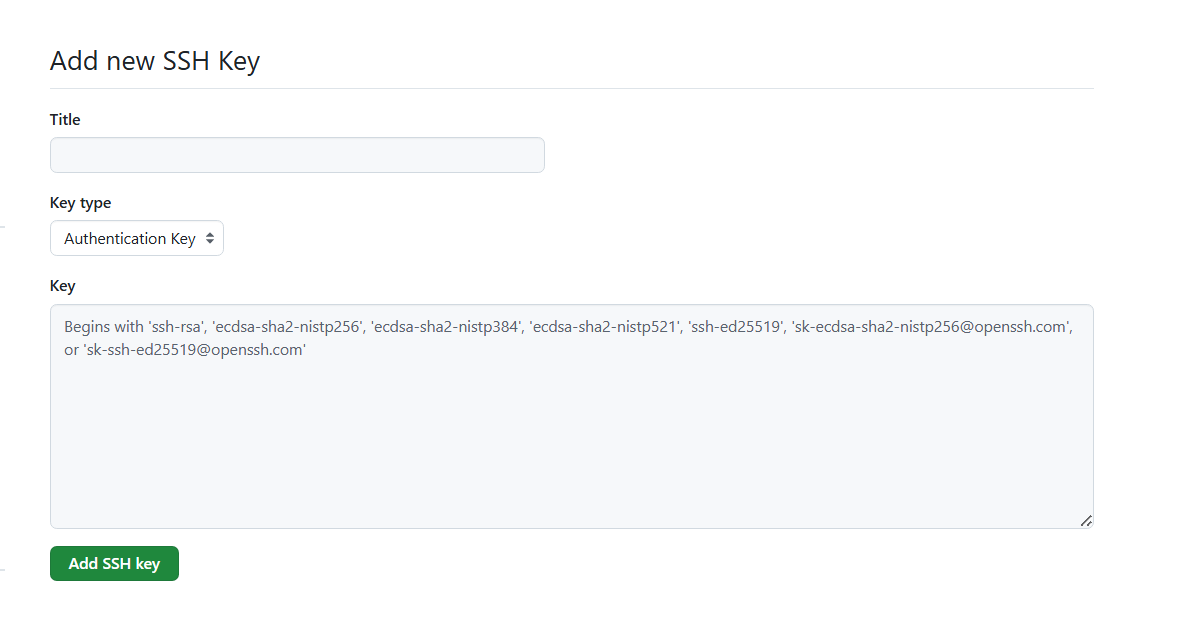 Add new SSH Key
Title
Key type
Authentication Key
Key
Begins with 'ssh-rsa', 'ecdsa-sha2-nistp256', 'ecdsa-sha2-nistp384', 'ecdsa-sha2-nistp521', 'ssh-ed25519', 'sk-ecdsa-sha2-nistp256@openssh.com',
or 'sk-ssh-ed25519@openssh.com'
Add SSH key